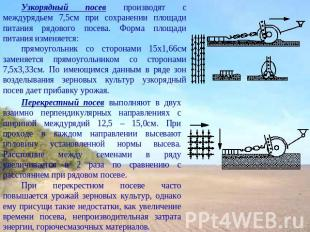 Узкорядный посев производят с
междурядьем 7,5см при сохранении площади
питания рядового посева. Форма площади
питания изменяется:
прямоугольник со сторонами 15х1,66см
заменяется прямоугольником со сторонами
7,5х3,33см. По имеющимся данным в ряде зон
возделывания зерновых культур узкорядный
посев дает прибавку урожая.
Перекрестный посев выполняют в двух
взаимно перпендикулярных направлениях с
шириной междурядий 12,5 – 15,0см. При
проходе в каждом направлении высевают
половину установленной нормы высева.
Расстояние между семенами в ряду
увеличивается в 2 раза по сравнению с
расстоянием при рядовом посеве.
При перекрестном посеве часто
повышается урожай зерновых культур, однако
ему присущи такие недостатки, как увеличение
времени посева, непроизводительная затрата
энергии, горючесмазочных материалов.
PPT4WEB.ru